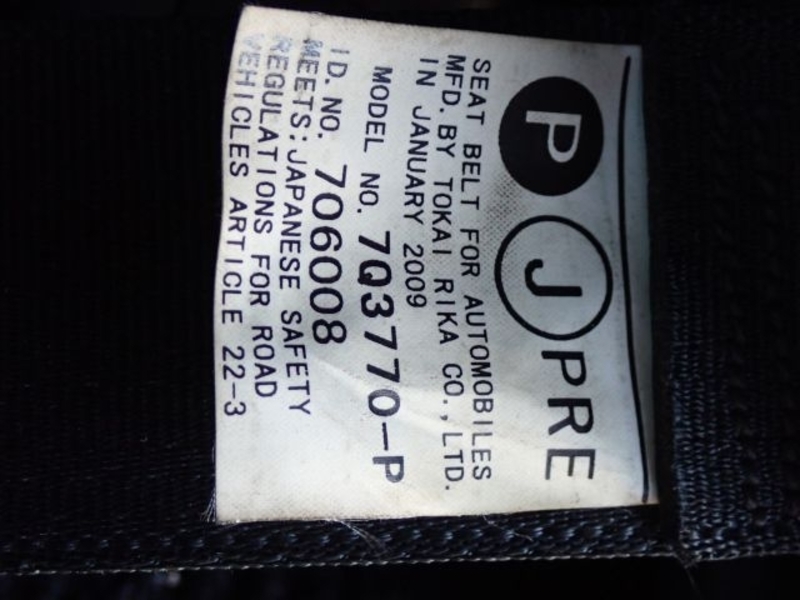 P J PRE
SEAT BELT FOR AUTOMOBILES
MFD. BY TOKAI RIKA CO., LTD.
IN JANUARY 2009
MODEL NO. 7Q3770-P
ID. NO. 706008
MEETS: JAPANESE SAFETY
REGULATIONS FOR ROAD
VEHICLES ARTICLE 22-3